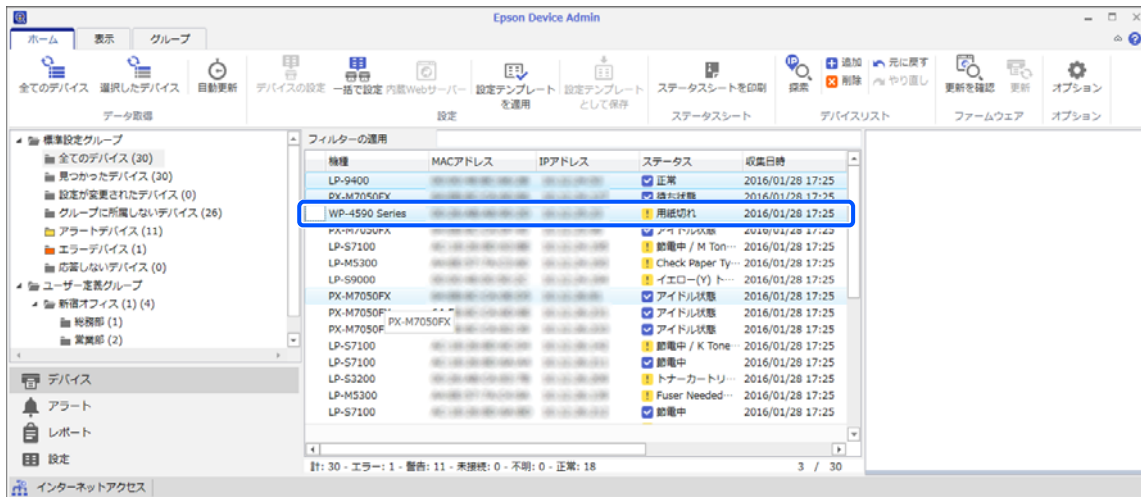 Epson Device Admin
ホーム 表示 グループ
全てのデバイス 選択したデバイス 自動更新 デバイスの設定 一括で設定 内蔵Webサーバー 設定テンプレートを適用 設定テンプレートとして保存 ステータスシートを印刷 探索 追加 元に戻す 削除 やり直し 更新を確認 更新 オプション
データ取得 設定 ステータスシート デバイスリスト ファームウェア オプション
標準設定グループ
全てのデバイス (30)
見つかったデバイス (30)
設定が変更されたデバイス (0)
グループに所属しないデバイス (26)
アラートデバイス (11)
エラーデバイス (1)
応答しないデバイス (0)
ユーザー定義グループ
新宿オフィス (1) (4)
総務部 (1)
営業部 (2)
デバイス
アラート
レポート
設定
フィルターの適用
機種 MACアドレス IPアドレス ステータス 収集日時
LP-9400 正常 2016/01/28 17:25
PX-M7050FX 待ち状態 2016/01/28 17:25
WP-4590 Series 用紙切れ 2016/01/28 17:25
PX-M7050FX アイドル状態 2016/01/28 17:25
LP-S7100 節電中 / M Ton… 2016/01/28 17:25
LP-M5300 Check Paper Ty… 2016/01/28 17:25
LP-S9000 イエロー(Y) ト… 2016/01/28 17:25
PX-M7050FX アイドル状態 2016/01/28 17:25
PX-M7050F アイドル状態 2016/01/28 17:25
PX-M7050FX
PX-M7050F アイドル状態 2016/01/28 17:25
LP-S7100 節電中 / K Tone… 2016/01/28 17:25
LP-S7100 節電中 2016/01/28 17:25
LP-S3200 トナーカートリ… 2016/01/28 17:25
LP-M5300 Fuser Needed… 2016/01/28 17:25
LP-S7100 節電中 2016/01/28 17:25
計: 30 - エラー: 1 - 警告: 11 - 未接続: 0 - 不明: 0 - 正常: 18 3 / 30
インターネットアクセス